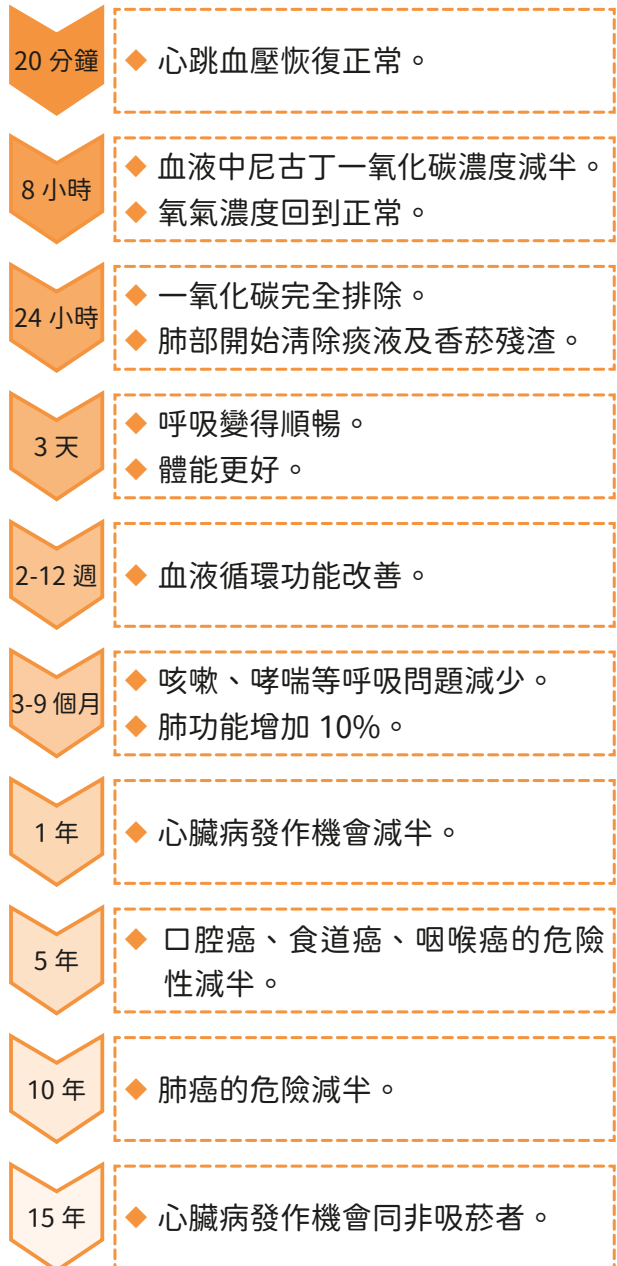 20 分鐘
◆ 心跳血壓恢復正常。
8 小時
◆ 血液中尼古丁一氧化碳濃度減半。
◆ 氧氣濃度回到正常。
24 小時
◆ 一氧化碳完全排除。
◆ 肺部開始清除痰液及香菸殘渣。
3 天
◆ 呼吸變得順暢。
◆ 體能更好。
2-12 週
◆ 血液循環功能改善。
3-9 個月
◆ 咳嗽、哮喘等呼吸問題減少。
◆ 肺功能增加 10%。
1 年
◆ 心臟病發作機會減半。
5 年
◆ 口腔癌、食道癌、咽喉癌的危險
性減半。
10 年
◆ 肺癌的危險減半。
15 年
◆ 心臟病發作機會同非吸菸者。